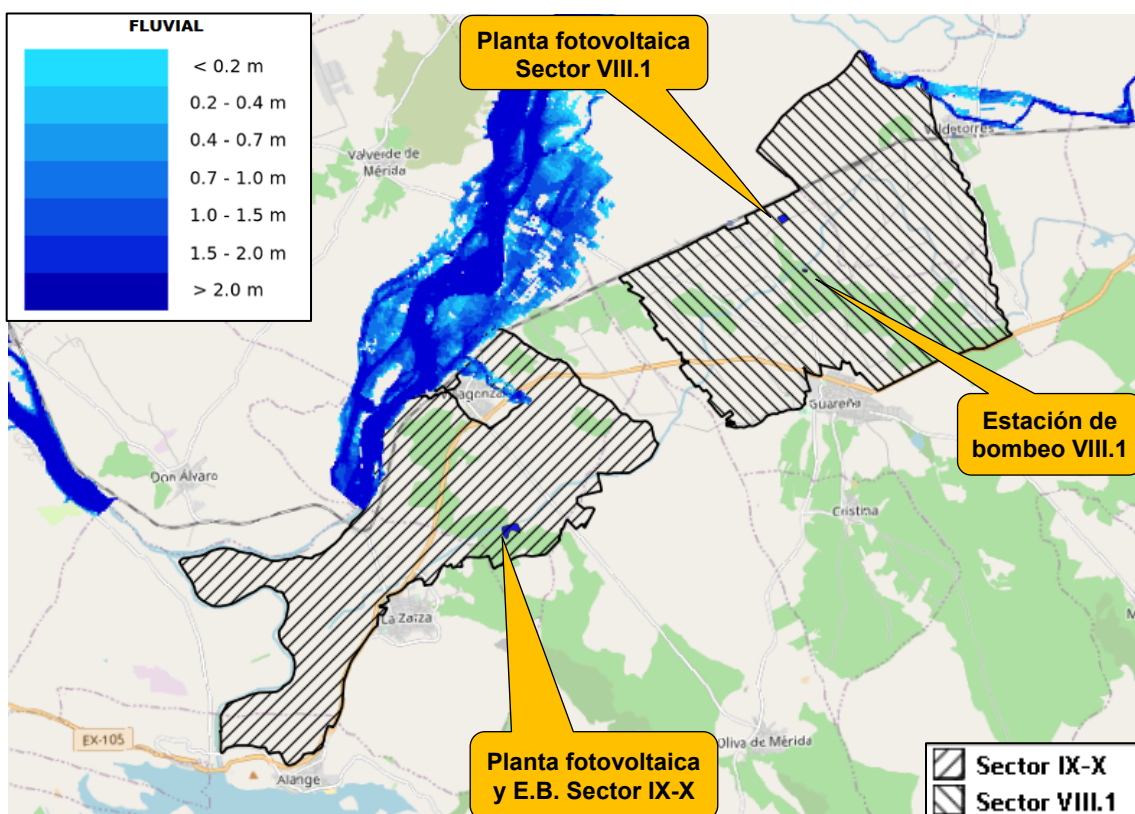 FLUVIAL
< 0.2 m
0.2 - 0.4 m
0.4 - 0.7 m
0.7 - 1.0 m
1.0 - 1.5 m
1.5 - 2.0 m
> 2.0 m
Planta fotovoltaica
Sector VIII.1
Valverde de
Mérida
Valdetorres
Guareña
Estación de
bombeo VIII.1
Don Álvaro
Cristina
La Zarza
EX-105
Alange
Oliva de Mérida
Planta fotovoltaica
y E.B. Sector IX-X
Sector IX-X
Sector VIII.1